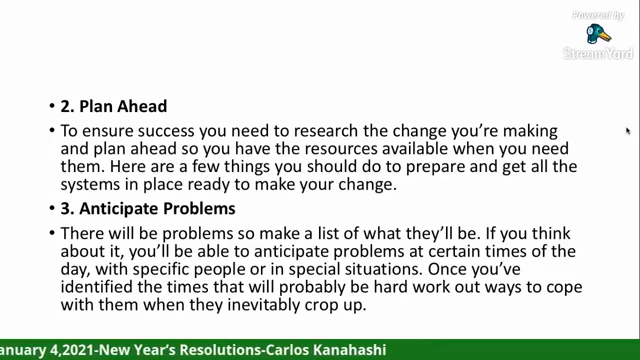 Powered by
StreamYard
• 2. Plan Ahead
• To ensure success you need to research the change you're making
and plan ahead so you have the resources available when you need
them. Here are a few things you should do to prepare and get all the
systems in place ready to make your change.
• 3. Anticipate Problems
• There will be problems so make a list of what they'll be. If you think
about it, you'll be able to anticipate problems at certain times of the
day, with specific people or in special situations. Once you've
identified the times that will probably be hard work out ways to cope
with them when they inevitably crop up.
anuary 4,2021-New Year's Resolutions-Carlos Kanahashi